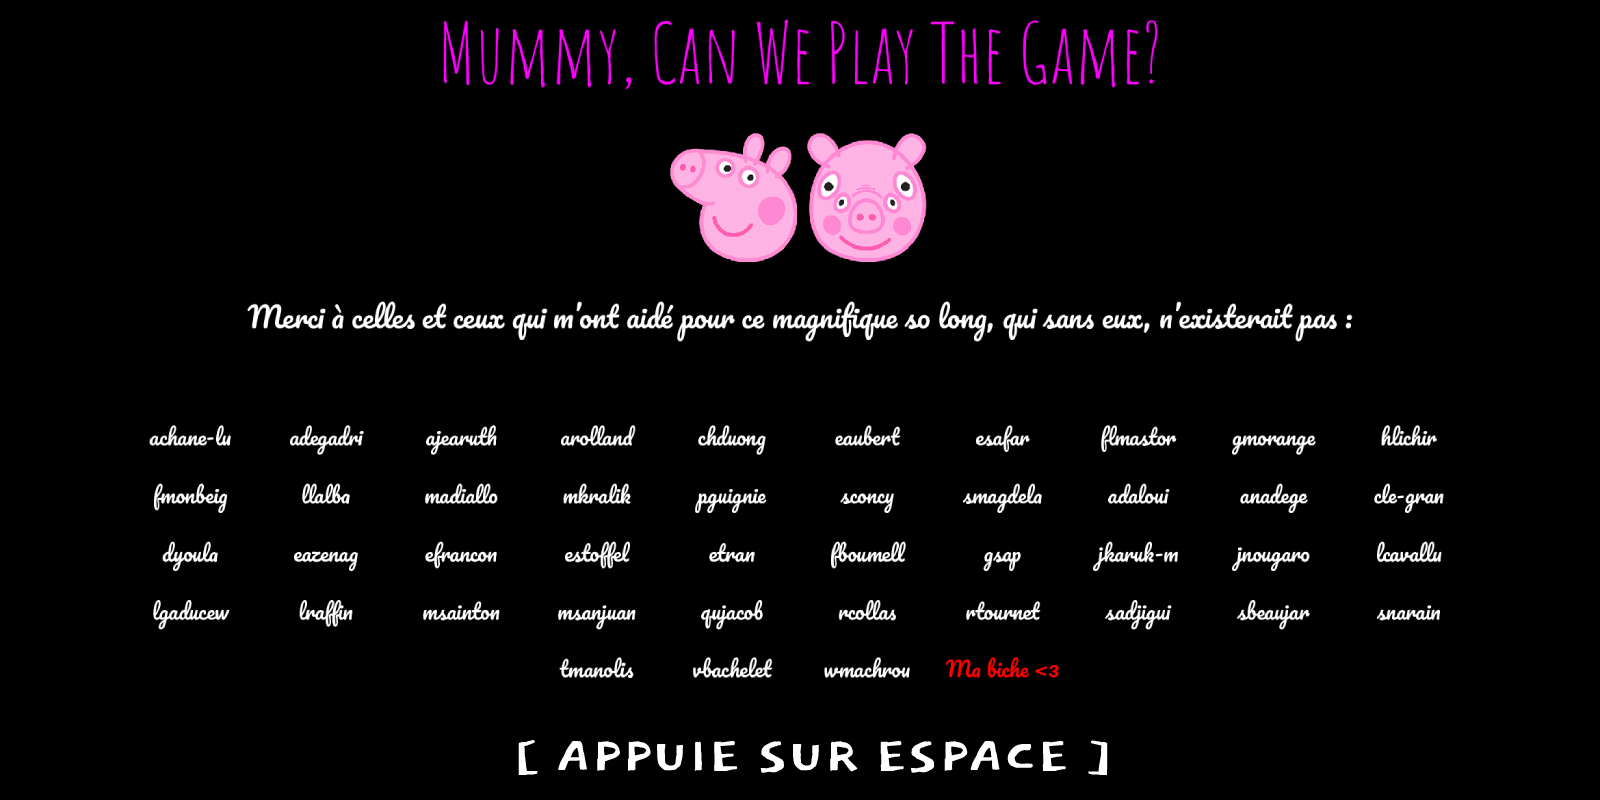 Mummy, Can We Play The Game?
Merci à celles et ceux qui m'ont aidé pour ce magnifique so long, qui sans eux, n'existerait pas :
achane-lu adegadri ajearuth arolland chduong eaubert esafar flmastor gmorange hlichir
fmonbeig llalba madiallo mkralik pguignie sconcy smagdela adaloui anadege cle-gran
dyoula eazenag efrancon estoffel etran fboumell gsap jkaruk-m jnougaro lcavallu
lgaducew lraffin msainton msanjuan qujacob rcollas rtournet sadjigui sbeaujar snarain
tmanolis vbachelet wmachrou Ma biche <3
[ APPUIE SUR ESPACE ]